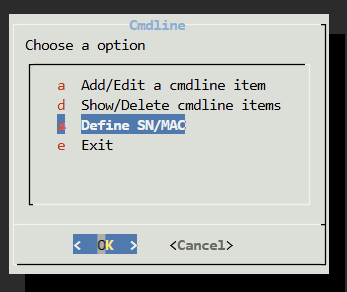 Cmdline
Choose a option
a Add/Edit a cmdline item
d Show/Delete cmdline items
Define SN/MAC
e Exit
< OK > <Cancel>